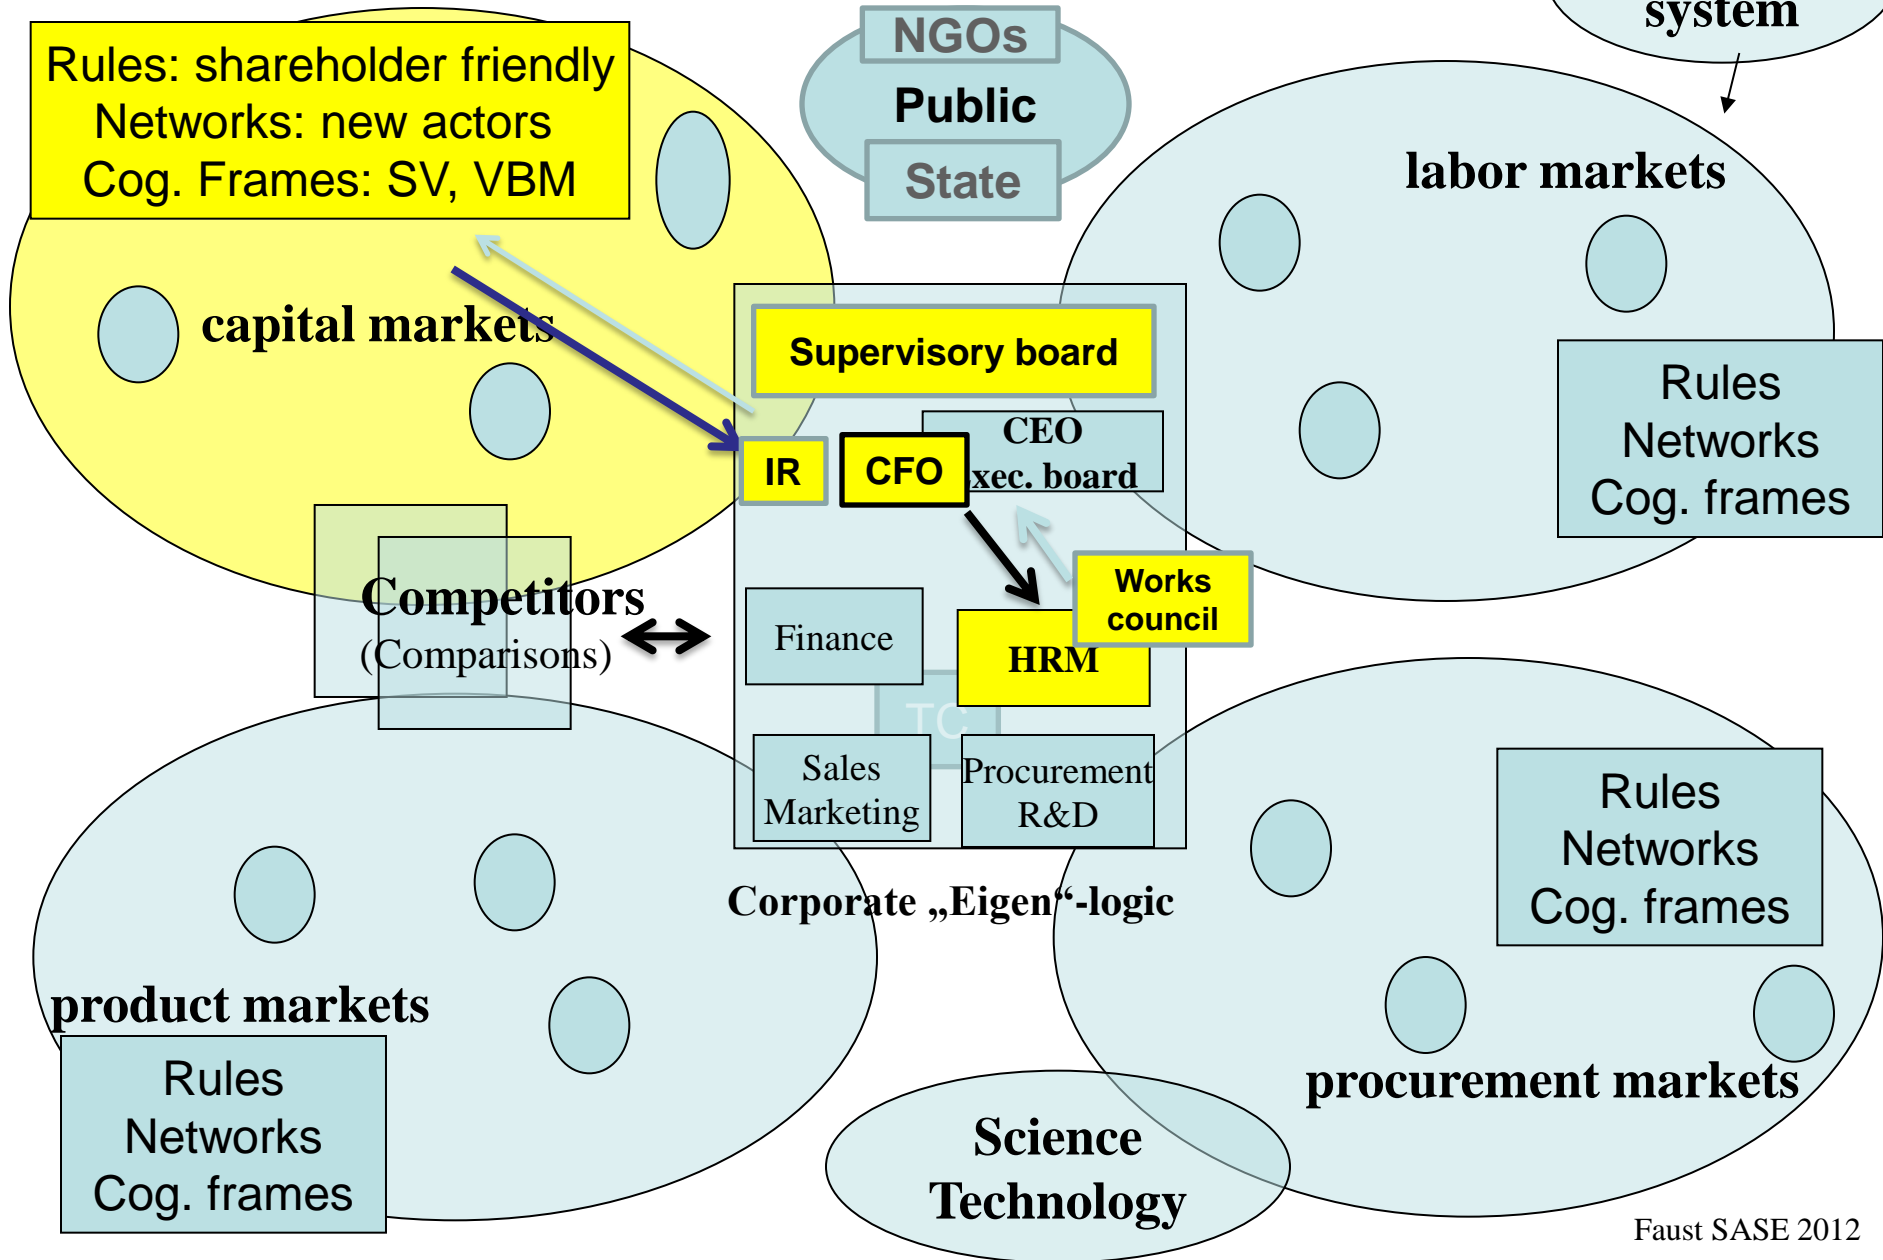 system
NGOs
Public
State
Rules: shareholder friendly
Networks: new actors
Cog. Frames: SV, VBM
capital markets
labor markets
Rules
Networks
Cog. frames
Supervisory board
IR
CFO
CEO
xec. board
Works
council
Competitors
(Comparisons)
Finance
HRM
TC
Sales
Marketing
Procurement
R&D
Corporate „Eigen“-logic
product markets
Rules
Networks
Cog. frames
Rules
Networks
Cog. frames
procurement markets
Science
Technology
Faust SASE 2012